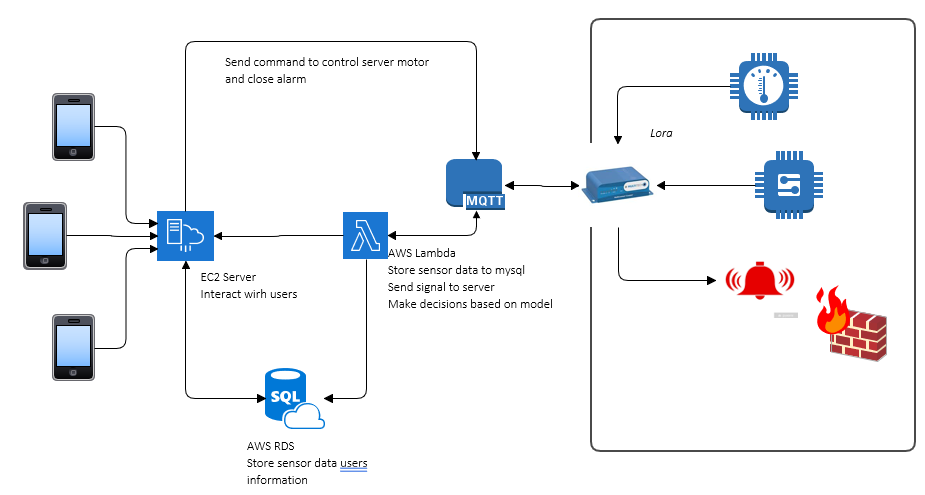 Send command to control server motor
and close alarm
Lora
MQTT
AWS Lambda
Store sensor data to mysql
Send signal to server
Make decisions based on model
EC2 Server
Interact wirh users
SQL
AWS RDS
Store sensor data users
information